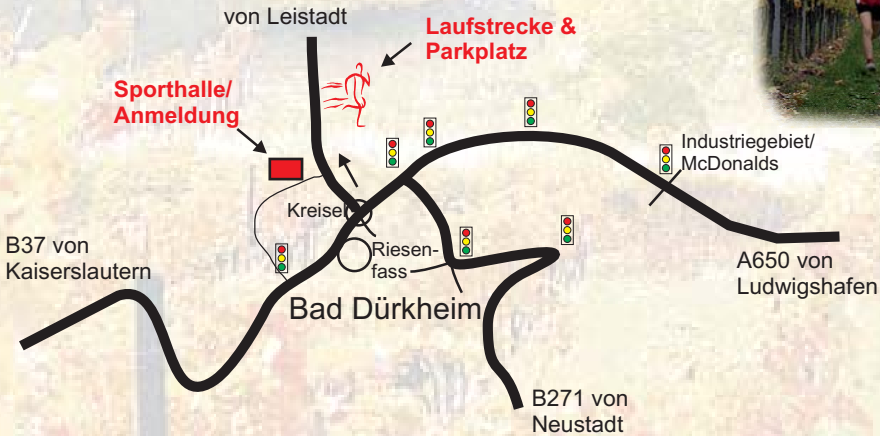 von Leistadt
Laufstrecke &
Parkplatz
Sporthalle/
Anmeldung
Industriegebiet/
McDonalds
Kreisel
B37 von
Kaiserslautern
Riesen-
fass
A650 von
Ludwigshafen
Bad Dürkheim
B271 von
Neustadt